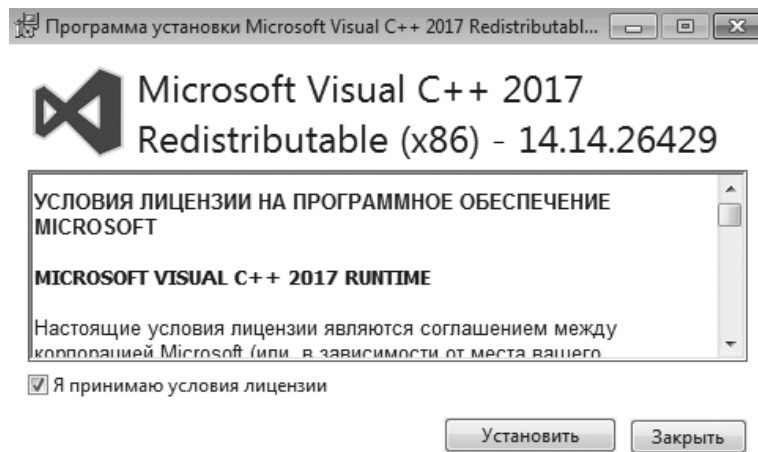 Программа установки Microsoft Visual C++ 2017 Redistributabl...
Microsoft Visual C++ 2017
Redistributable (x86) - 14.14.26429
УСЛОВИЯ ЛИЦЕНЗИИ НА ПРОГРАММНОЕ ОБЕСПЕЧЕНИЕ
MICROSOFT
MICROSOFT VISUAL C++ 2017 RUNTIME
Настоящие условия лицензии являются соглашением между
корпорацией Microsoft (или, в зависимости от места вашего
Я принимаю условия лицензии
Установить
Закрыть